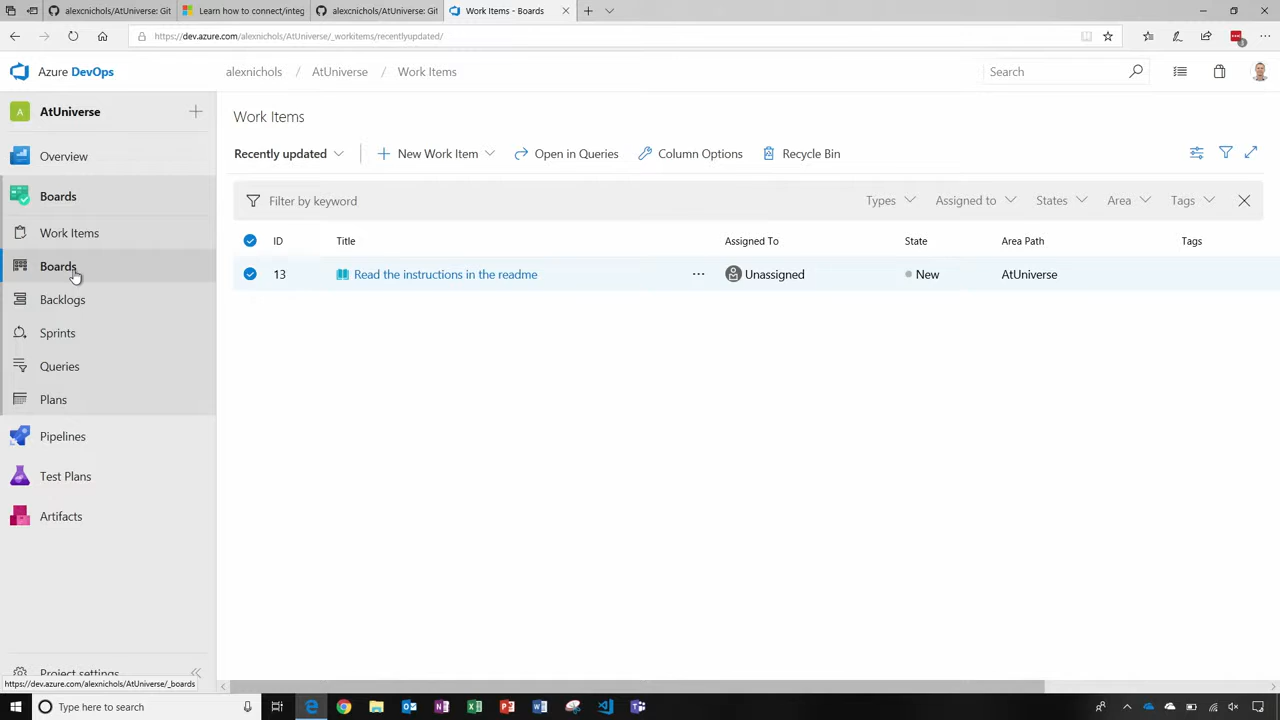 alexnichols/AtUniverse: Git
Learn how to connect/integ
alexcnichols/AtUniverse: Git
Work Items - Boards
https://dev.azure.com/alexnichols/AtUniverse/_workitems/recentlyupdated/
3
Azure DevOps
alexnichols / AtUniverse / Work Items
Search
A AtUniverse
Work Items
Recently updated
New Work Item
Open in Queries
Column Options
Recycle Bin
Overview
Boards
Filter by keyword
Types
Assigned to
States
Area
Tags
Work Items
ID
Title
Assigned To
State
Area Path
Tags
Boards
13
Read the instructions in the readme
Unassigned
New
AtUniverse
Backlogs
Sprints
Queries
Plans
Pipelines
Test Plans
Artifacts
Project settings
https://dev.azure.com/alexnichols/AtUniverse/_boards
Type here to search